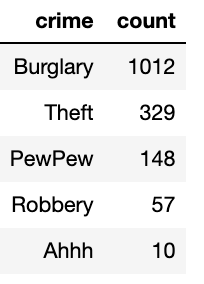 crime count
Burglary 1012
Theft 329
PewPew 148
Robbery 57
Ahhh 10